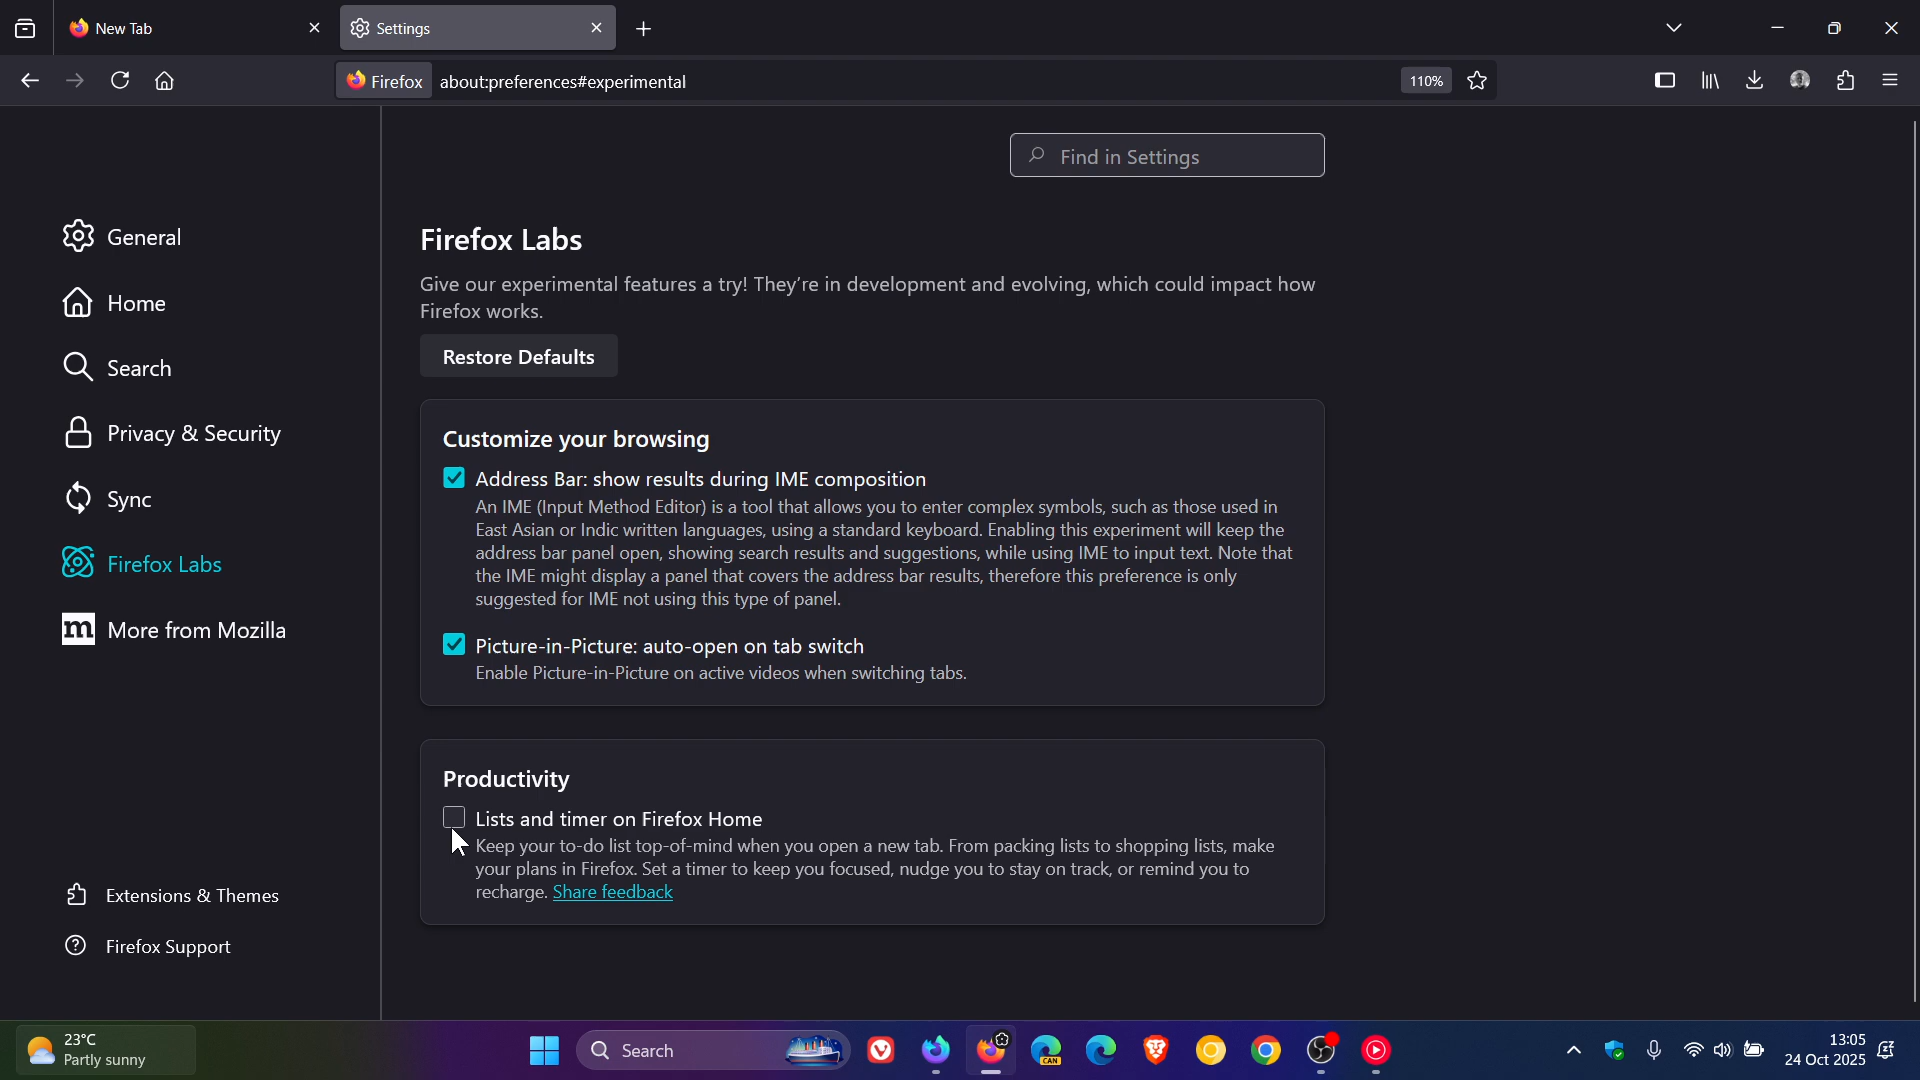 New Tab
Settings
Firefox
about:preferences#experimental
110%
Find in Settings
General
Home
Search
Privacy & Security
Sync
Firefox Labs
More from Mozilla
Extensions & Themes
Firefox Support
Firefox Labs
Give our experimental features a try! They're in development and evolving, which could impact how
Firefox works.
Restore Defaults
Customize your browsing
Address Bar: show results during IME composition
An IME (Input Method Editor) is a tool that allows you to enter complex symbols, such as those used in
East Asian or Indic written languages, using a standard keyboard. Enabling this experiment will keep the
address bar panel open, showing search results and suggestions, while using IME to input text. Note that
the IME might display a panel that covers the address bar results, therefore this preference is only
suggested for IME not using this type of panel.
Picture-in-Picture: auto-open on tab switch
Enable Picture-in-Picture on active videos when switching tabs.
Productivity
Lists and timer on Firefox Home
Keep your to-do list top-of-mind when you open a new tab. From packing lists to shopping lists, make
your plans in Firefox. Set a timer to keep you focused, nudge you to stay on track, or remind you to
recharge. Share feedback
23°C
Partly sunny
Search
CAN
13:05
24 Oct 2025